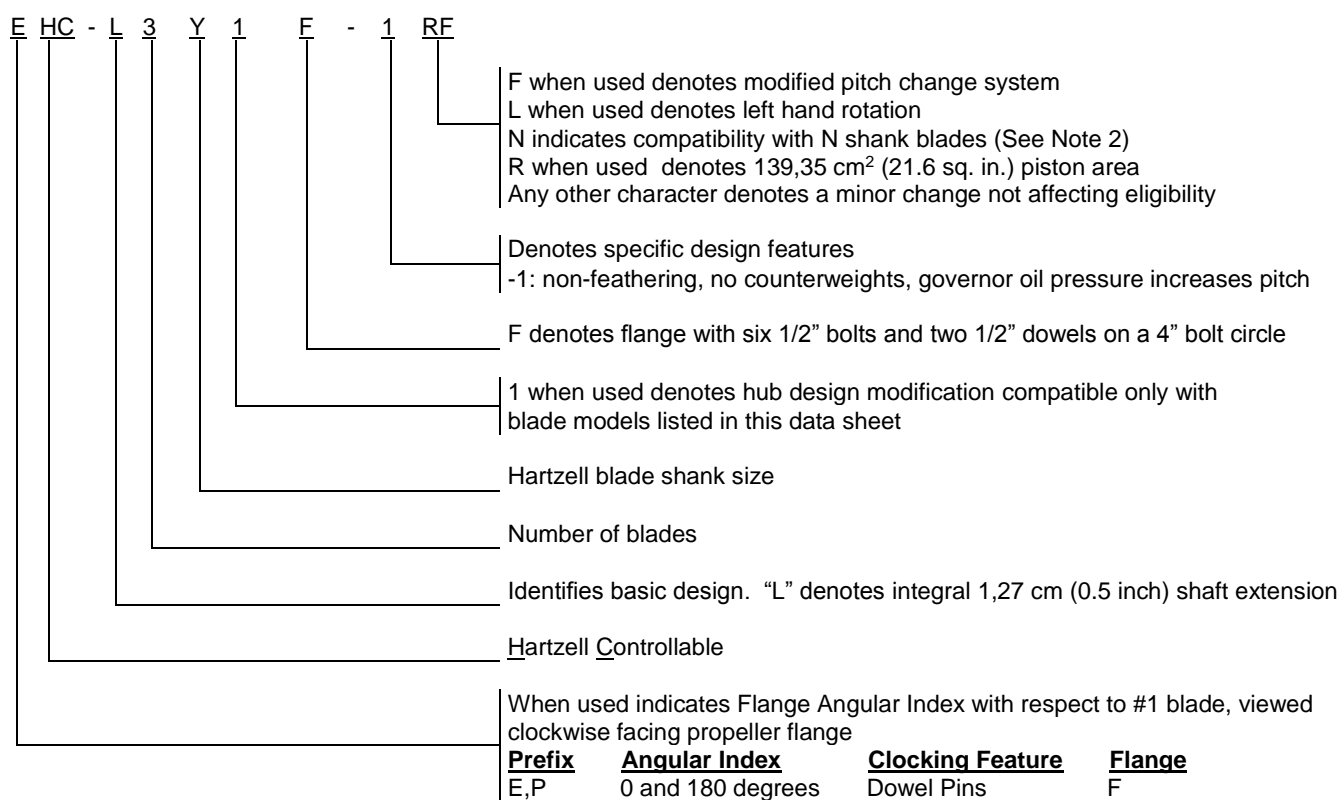 E HC - L 3 Y 1 F - 1 RF
F when used denotes modified pitch change system
L when used denotes left hand rotation
N indicates compatibility with N shank blades (See Note 2)
R when used denotes 139,35 cm² (21.6 sq. in.) piston area
Any other character denotes a minor change not affecting eligibility
Denotes specific design features
-1: non-feathering, no counterweights, governor oil pressure increases pitch
F denotes flange with six 1/2” bolts and two 1/2” dowels on a 4” bolt circle
1 when used denotes hub design modification compatible only with
blade models listed in this data sheet
Hartzell blade shank size
Number of blades
Identifies basic design. “L” denotes integral 1,27 cm (0.5 inch) shaft extension
Hartzell Controllable
When used indicates Flange Angular Index with respect to #1 blade, viewed
clockwise facing propeller flange
Prefix Angular Index Clocking Feature Flange
E,P 0 and 180 degrees Dowel Pins F